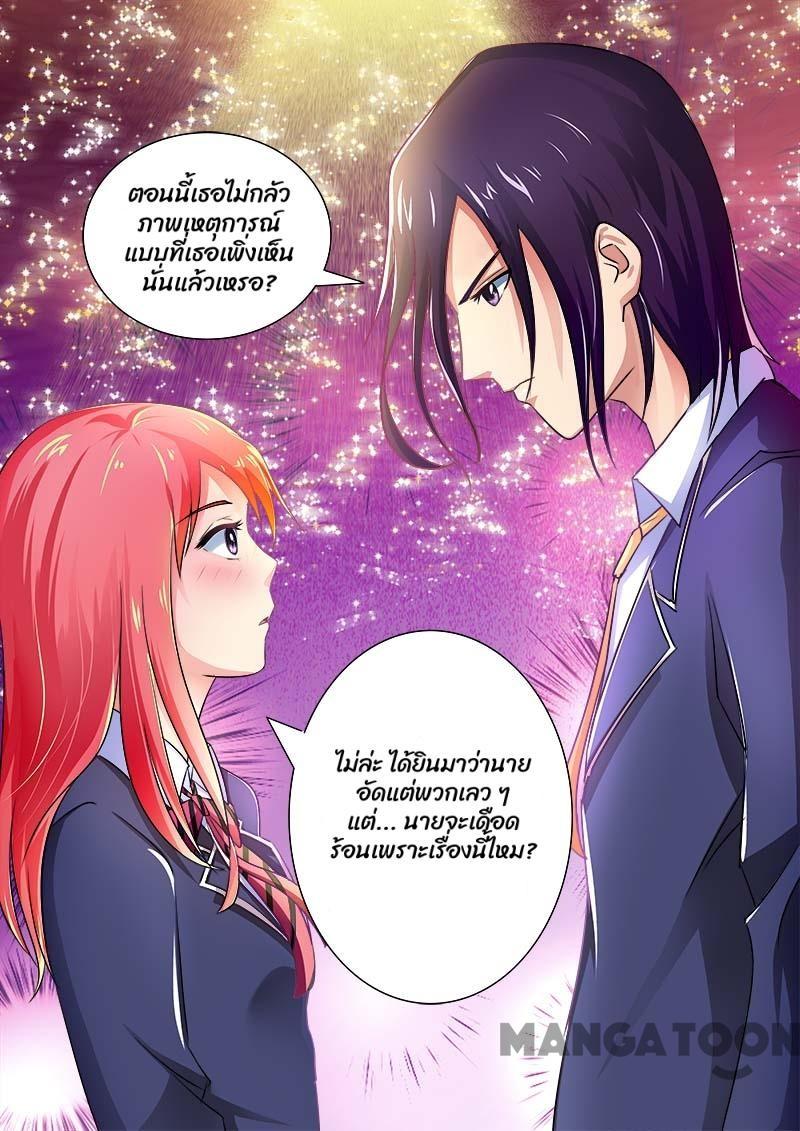 ตอนนี้เธอไม่กลัว
ภาพเหตุการณ์
แบบที่เธอเพิ่งเห็น
นั่นแล้วเหรอ?
ไม่ล่ะ ได้ยินมาว่านาย
อัดแต่พวกเลว ๆ
แต่... นายจะเดือด
ร้อนเพราะเรื่องนี้ไหม?
MANGATOON